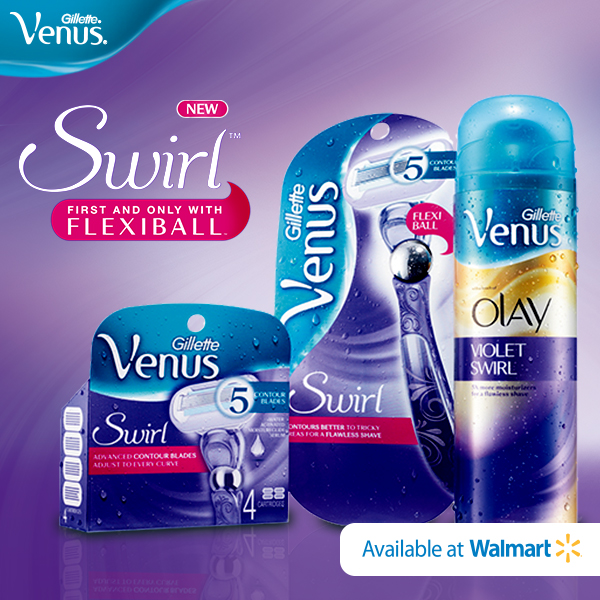 Gillette
Venus.
NEW
Swirl™
FIRST AND ONLY WITH
FLEXIBALL™
Gillette
Venus
5 CONTOUR
BLADES
FLEXI
BALL
Swirl
CONTOURS BETTER TO TRICKY
AREAS FOR A FLAWLESS SHAVE
Gillette
Venus
OLAY
VIOLET
SWIRL
Gillette
Venus
5 CONTOUR
BLADES
Swirl
ADVANCED CONTOUR BLADES
ADJUST TO EVERY CURVE
4 CARTRIDGES
Available at Walmart